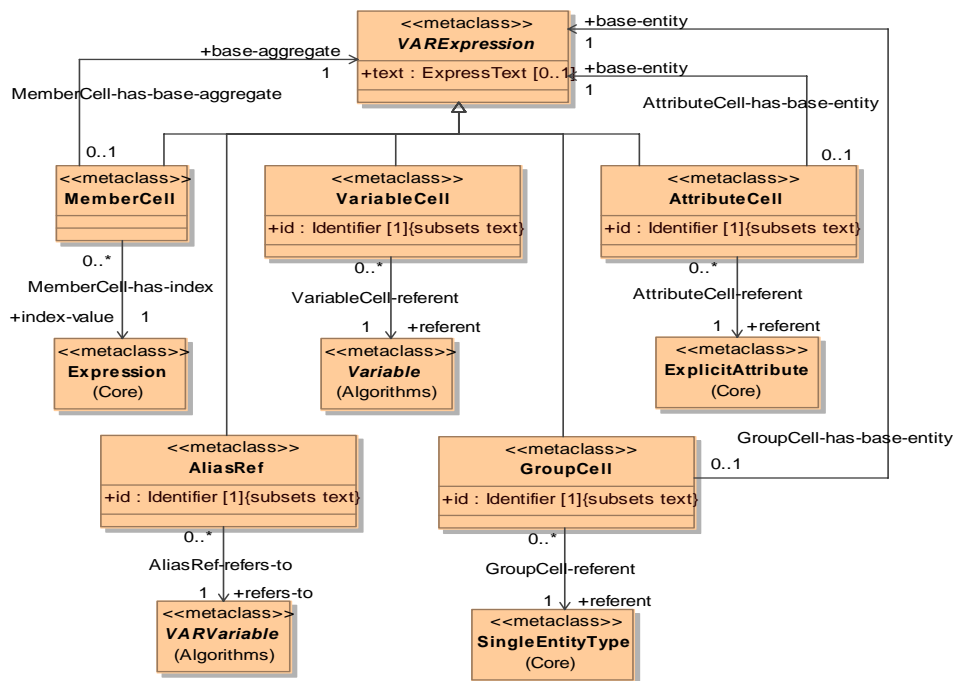 <<metaclass>>
VARExpression
+text : ExpressText [0..1]
+base-entity
1
+base-entity
1
+base-aggregate
1
MemberCell-has-base-aggregate
AttributeCell-has-base-entity
0..1
0..1
<<metaclass>>
MemberCell
<<metaclass>>
VariableCell
+id : Identifier [1]{subsets text}
<<metaclass>>
AttributeCell
+id : Identifier [1]{subsets text}
0..*
MemberCell-has-index
+index-value 1
0..*
VariableCell-referent
1 +referent
0..*
AttributeCell-referent
1 +referent
<<metaclass>>
Expression
(Core)
<<metaclass>>
Variable
(Algorithms)
<<metaclass>>
ExplicitAttribute
(Core)
GroupCell-has-base-entity
0..1
<<metaclass>>
AliasRef
+id : Identifier [1]{subsets text}
<<metaclass>>
GroupCell
+id : Identifier [1]{subsets text}
0..*
AliasRef-refers-to
1 +refers-to
0..*
GroupCell-referent
1 +referent
<<metaclass>>
VARVariable
(Algorithms)
<<metaclass>>
SingleEntityType
(Core)